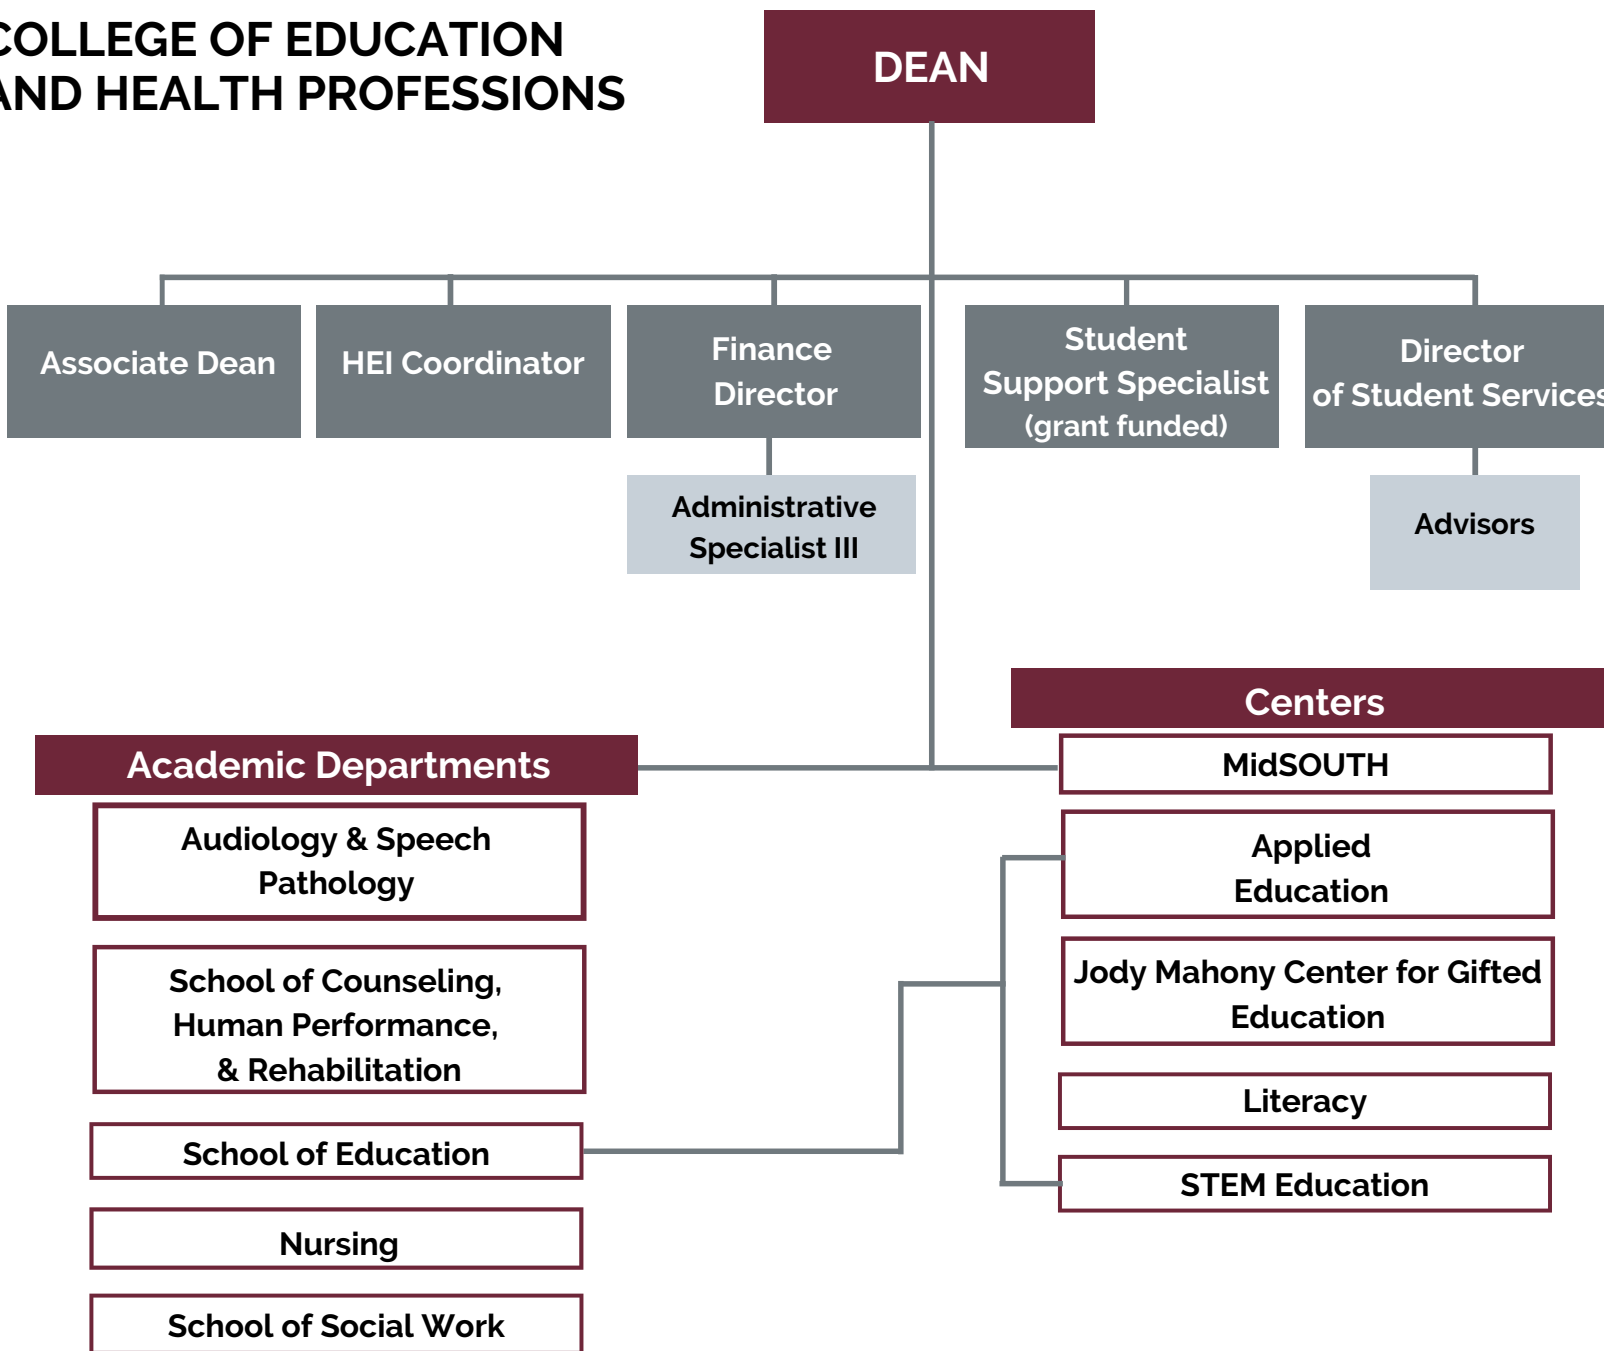 COLLEGE OF EDUCATION
AND HEALTH PROFESSIONS
DEAN
Associate Dean
HEI Coordinator
Finance
Director
Student
Support Specialist
(grant funded)
Director
of Student Services
Administrative
Specialist III
Advisors
Academic Departments
Audiology & Speech
Pathology
School of Counseling,
Human Performance,
& Rehabilitation
School of Education
Nursing
School of Social Work
Centers
MidSOUTH
Applied
Education
Jody Mahony Center for Gifted
Education
Literacy
STEM Education